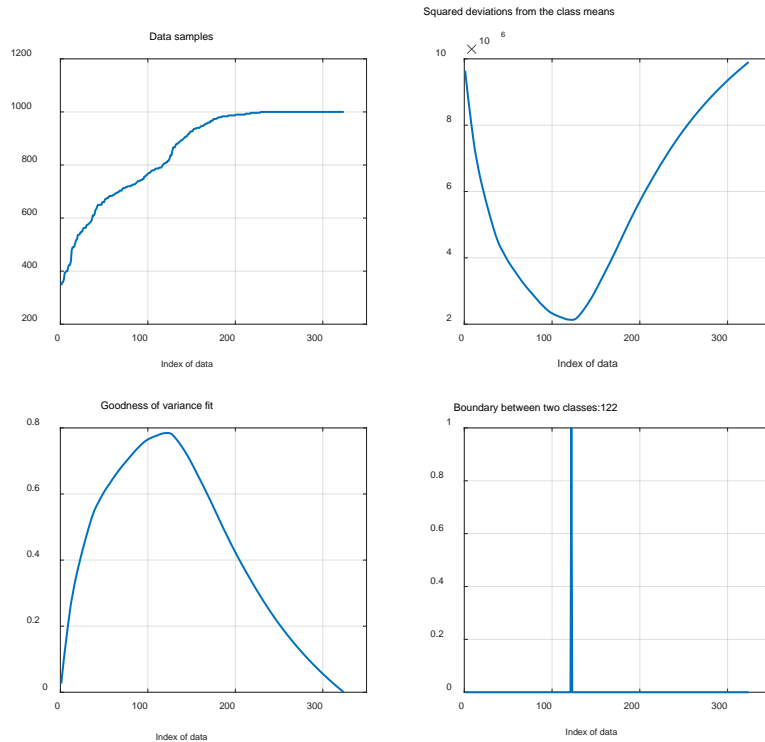 Squared deviations from the class means
Data samples
1200
1000
800
600
400
200
0 100 200 300
Index of data
× 10 6
10
8
6
4
2
0 100 200 300
Index of data
Goodness of variance fit
0.8
0.6
0.4
0.2
0
0 100 200 300
Index of data
Boundary between two classes:122
1
0.8
0.6
0.4
0.2
0
0 100 200 300
Index of data